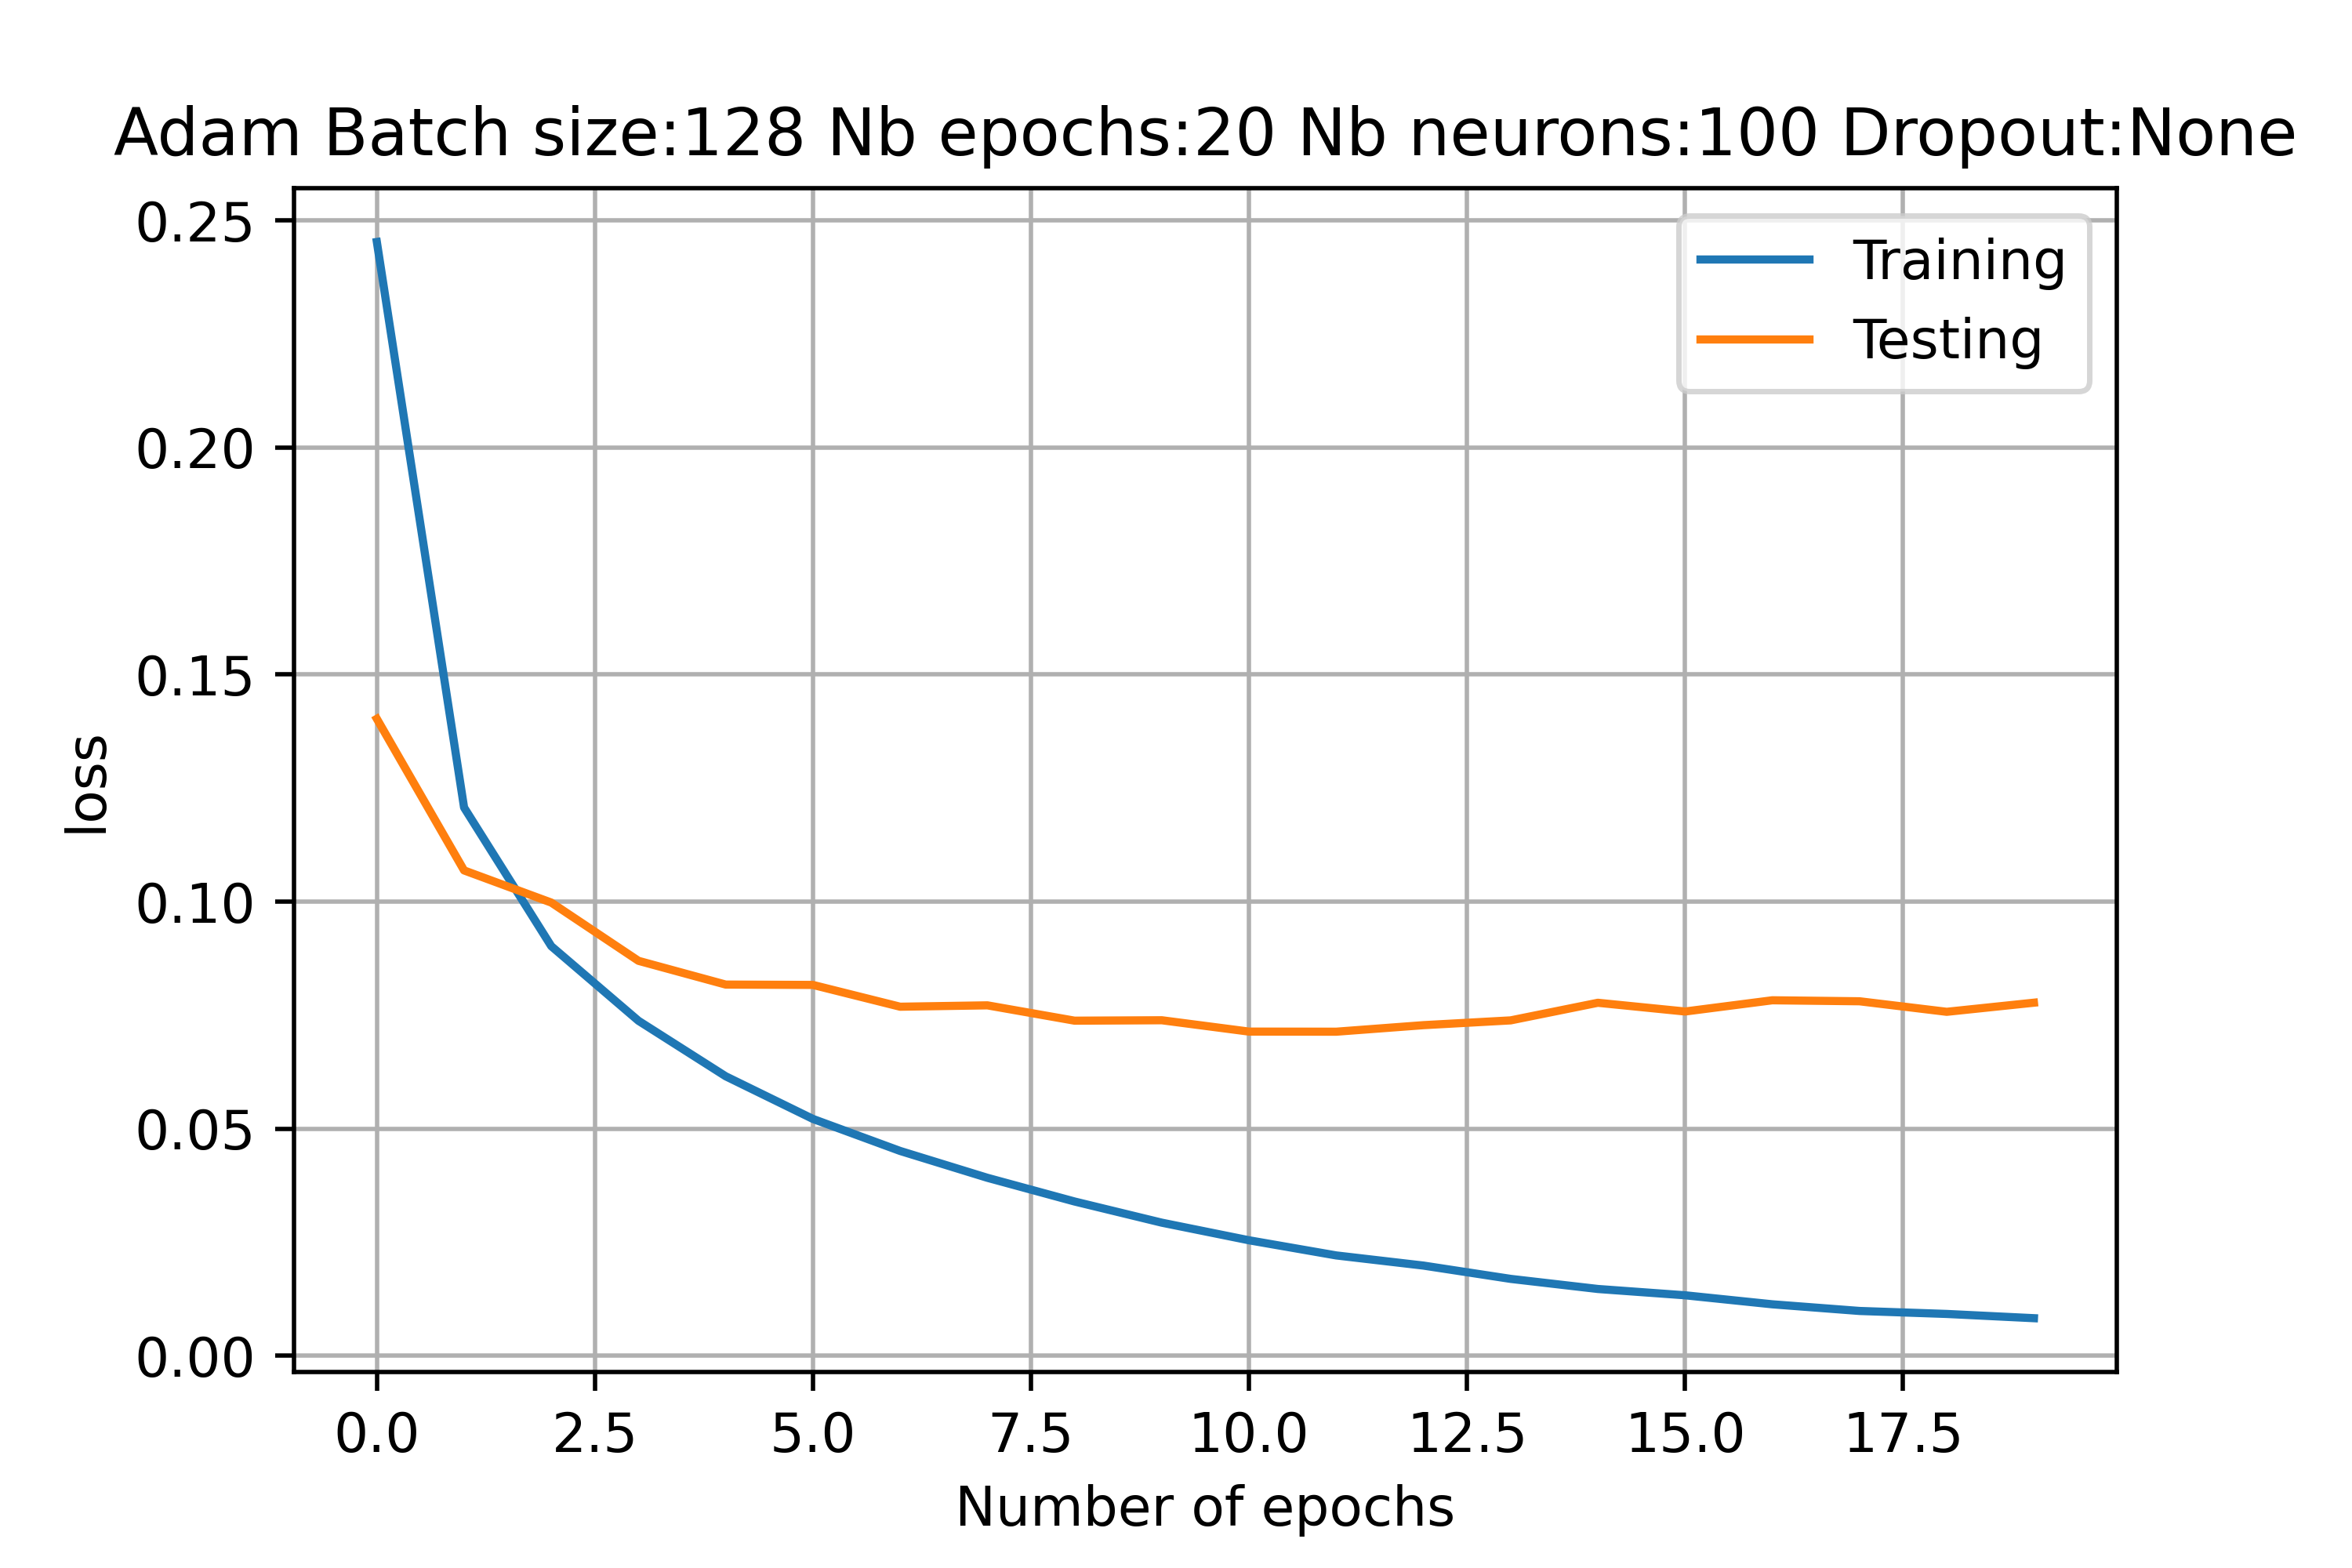 Adam Batch size:128 Nb epochs:20 Nb neurons:100 Dropout:None
0.25
0.20
0.15
0.10
0.05
0.00
loss
Training
Testing
0.0 2.5 5.0 7.5 10.0 12.5 15.0 17.5
Number of epochs